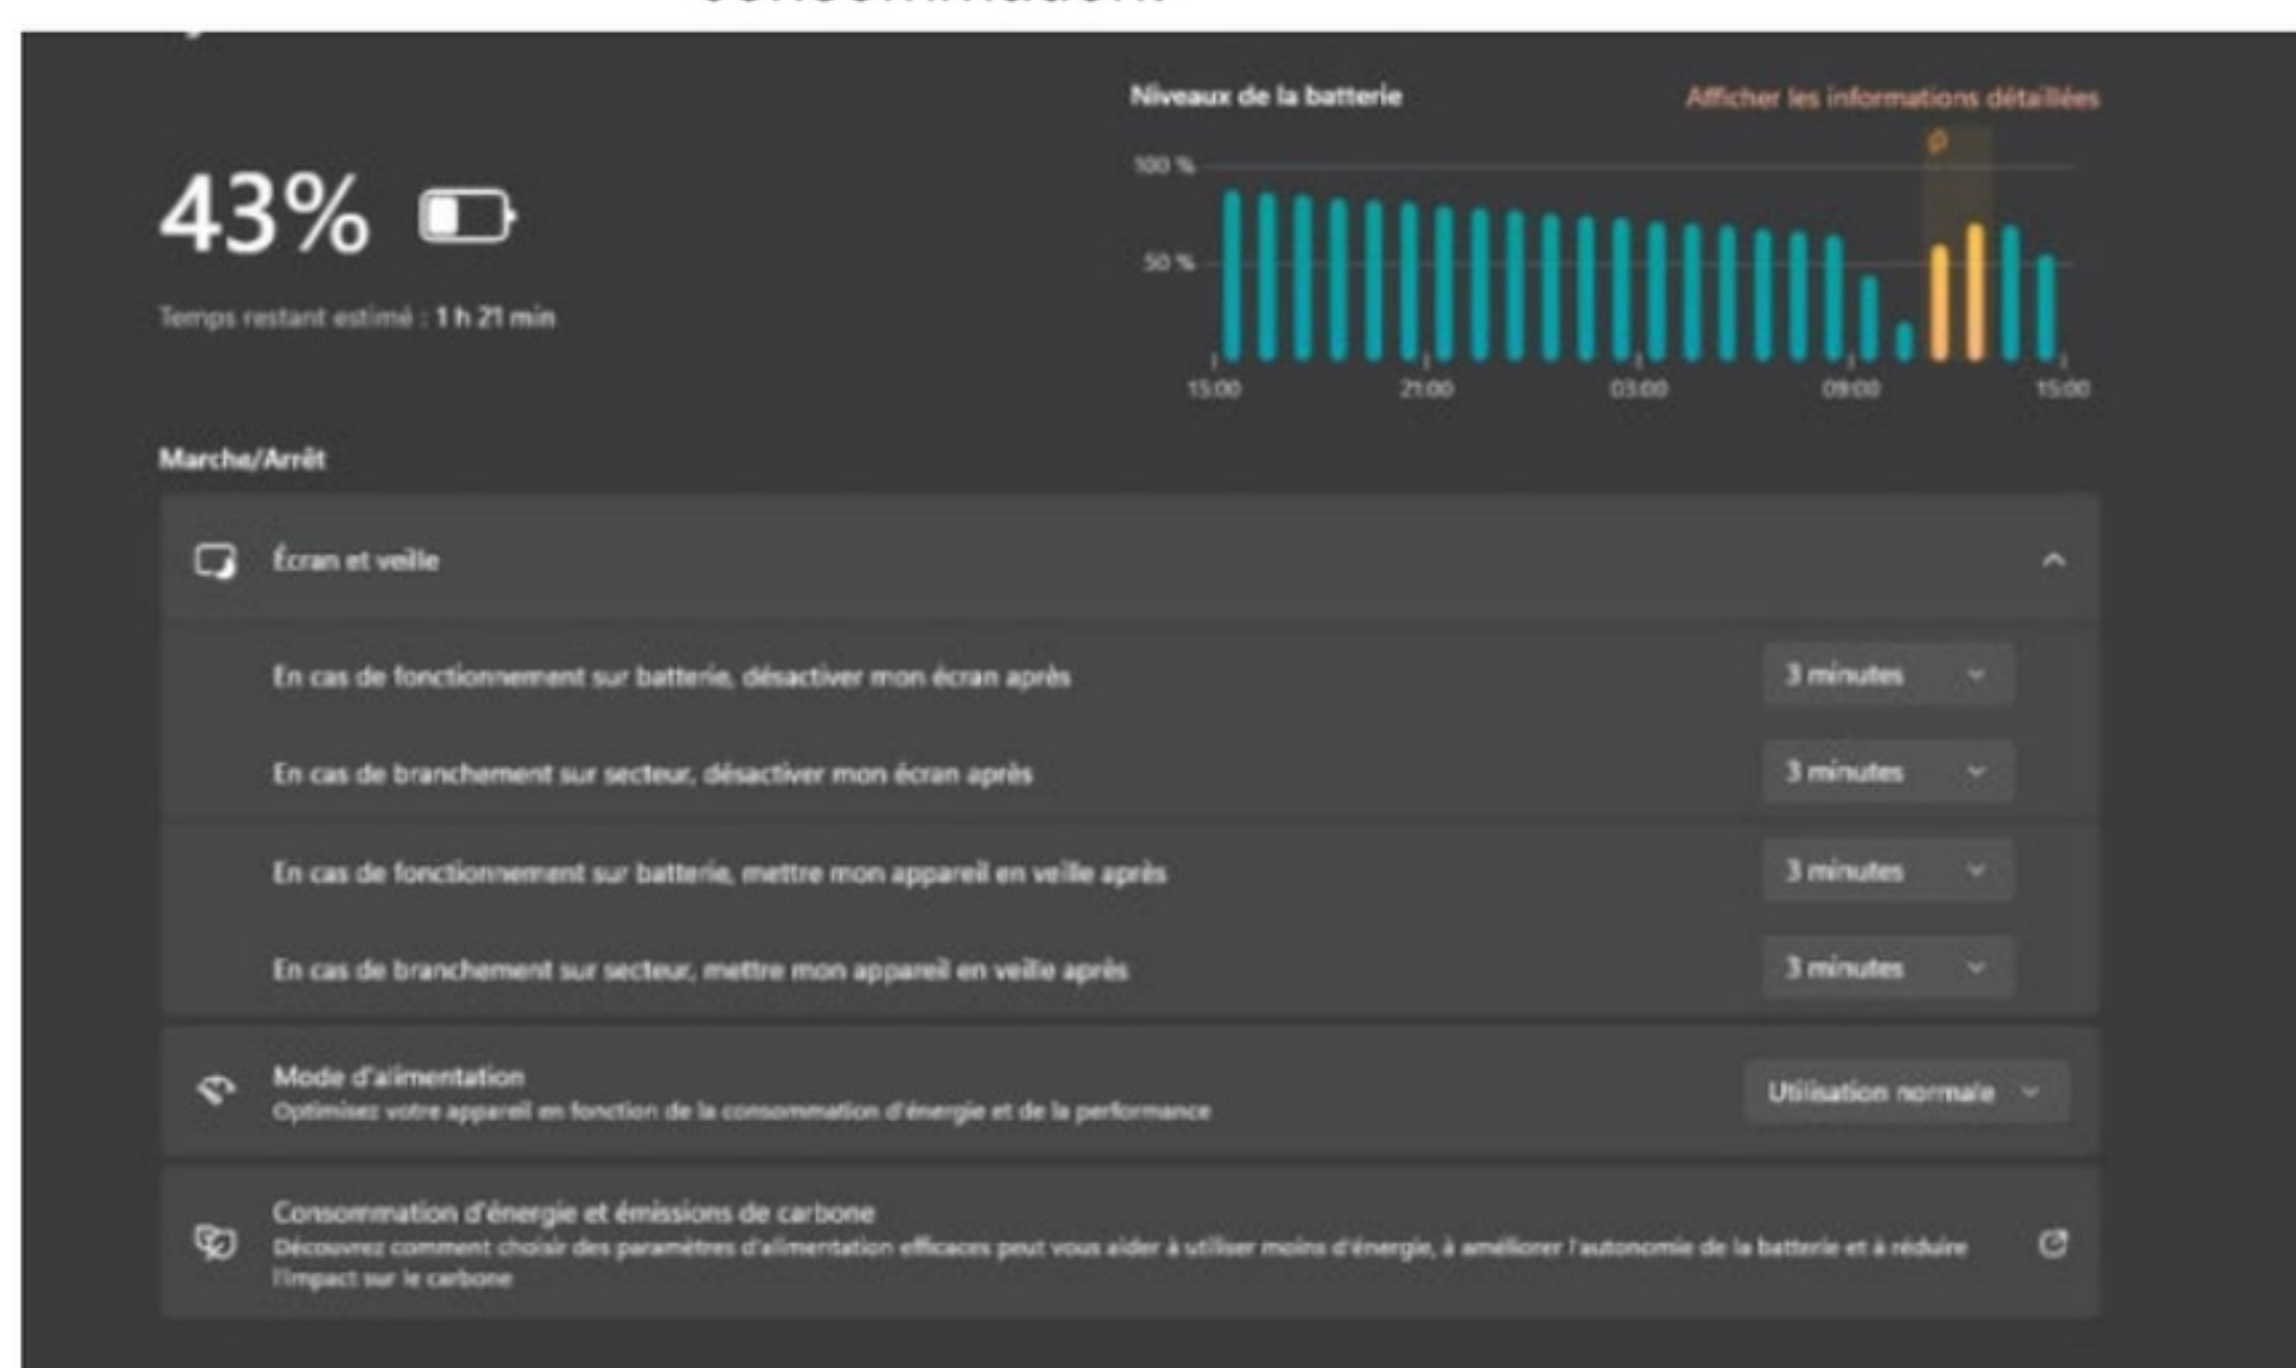 Niveaux de la batterie
Afficher les informations détaillées
100 %
43%
50 %
Temps restant estimé : 1 h 21 min
15:00 21:00 03:00 09:00 15:00
Marche/Arrêt
Écran et veille
En cas de fonctionnement sur batterie, désactiver mon écran après
3 minutes
En cas de branchement sur secteur, désactiver mon écran après
3 minutes
En cas de fonctionnement sur batterie, mettre mon appareil en veille après
3 minutes
En cas de branchement sur secteur, mettre mon appareil en veille après
3 minutes
Mode d'alimentation
Optimisez votre appareil en fonction de la consommation d'énergie et de la performance
Utilisation normale
Consommation d'énergie et émissions de carbone
Découvrez comment choisir des paramètres d'alimentation efficaces peut vous aider à utiliser moins d'énergie, à améliorer l'autonomie de la batterie et à réduire
l'impact sur le carbone